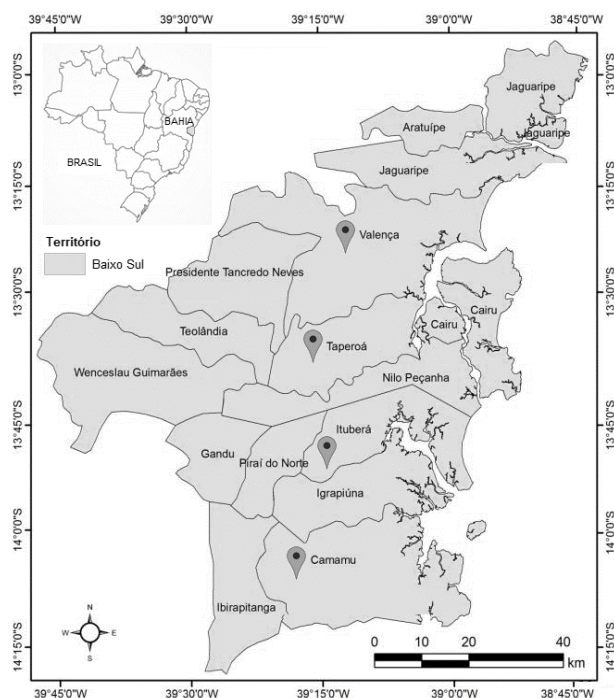 39°45'0"W 39°30'0"W 39°15'0"W 39°0'0"W 38°45'0"W
13°0'0"S 13°0'0"S
BAHIA
BRASIL
Território
Baixo Sul
Jaguaripe
Aratuípe
Jaguaripe
Jaguaripe
13°15'0"S 13°15'0"S
Valença
Presidente Tancredo Neves
13°30'0"S 13°30'0"S
Cairu
Cairu
Teolândia
Taperoá
Wenceslau Guimarães
Nilo Peçanha
13°45'0"S 13°45'0"S
Ituberá
Gandu
Piraí do Norte
Igrapiúna
14°0'0"S 14°0'0"S
Camamu
Ibirapitanga
N
W E
S
14°15'0"S 14°15'0"S
0 10 20 40
km
39°45'0"W 39°30'0"W 39°15'0"W 39°0'0"W 38°45'0"W